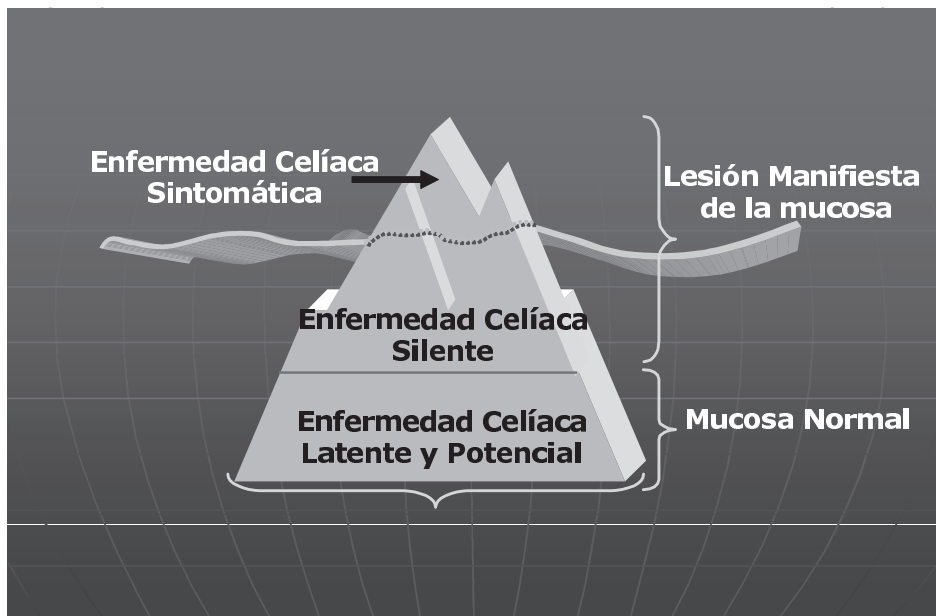 Enfermedad Celíaca
Sintomática
Lesión Manifiesta
de la mucosa
Enfermedad Celíaca
Silente
Enfermedad Celíaca
Latente y Potencial
Mucosa Normal